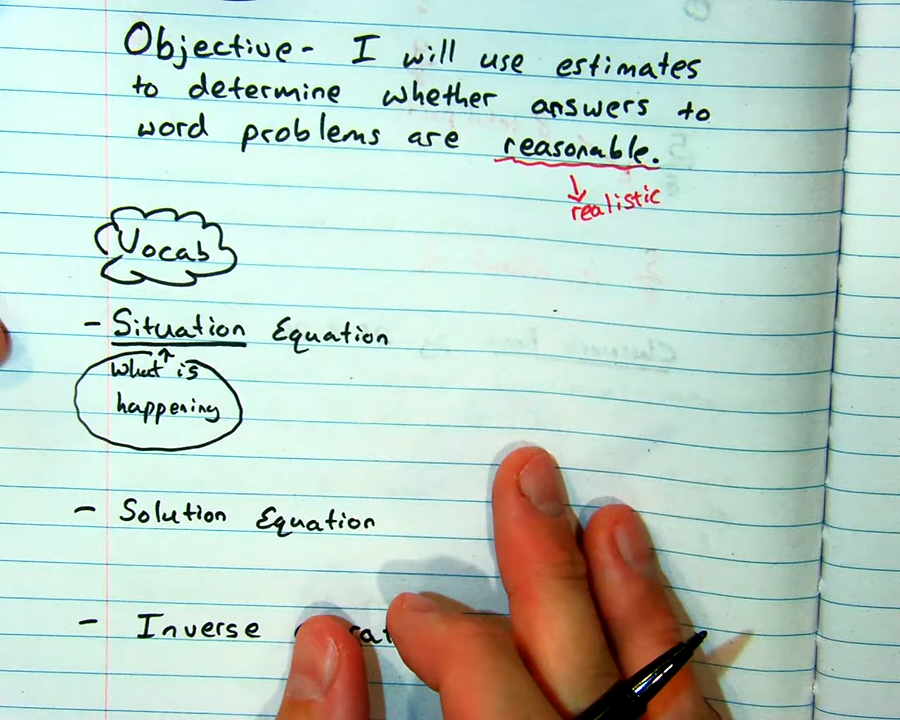 Objective - I will use estimates
to determine whether answers to
word problems are reasonable.
realistic
Vocab
- Situation Equation
what is
happening
- Solution Equation
- Inverse